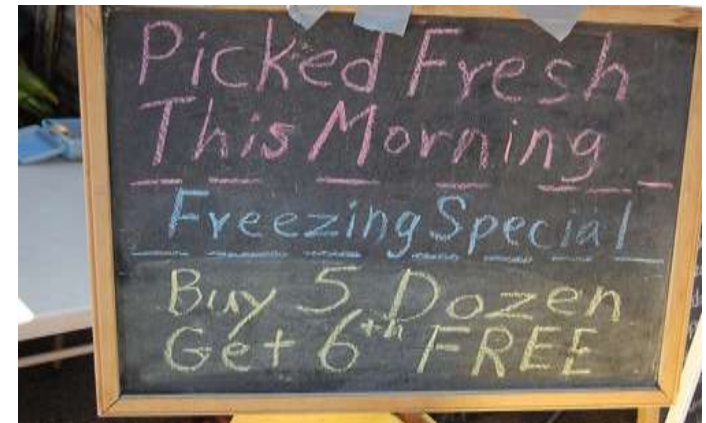 Picked Fresh
This Morning
Freezing Special
Buy 5 Dozen
Get 6th FREE